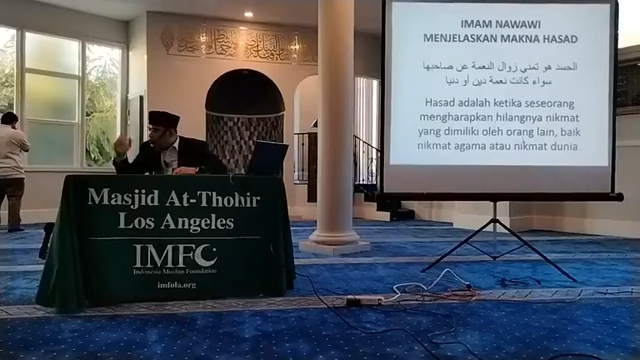 IMAM NAWAWI
MENJELASKAN MAKNA HASAD
الحسد هو تمني زوال النعمة عن صاحبها
سواء كانت نعمة دين أو دنيا
Hasad adalah ketika seseorang
mengharapkan hilangnya nikmat
yang dimiliki oleh orang lain, baik
nikmat agama atau nikmat dunia.
Masjid At-Thohir
Los Angeles
IMFC
Indonesia Muslim Foundation
imfola.org